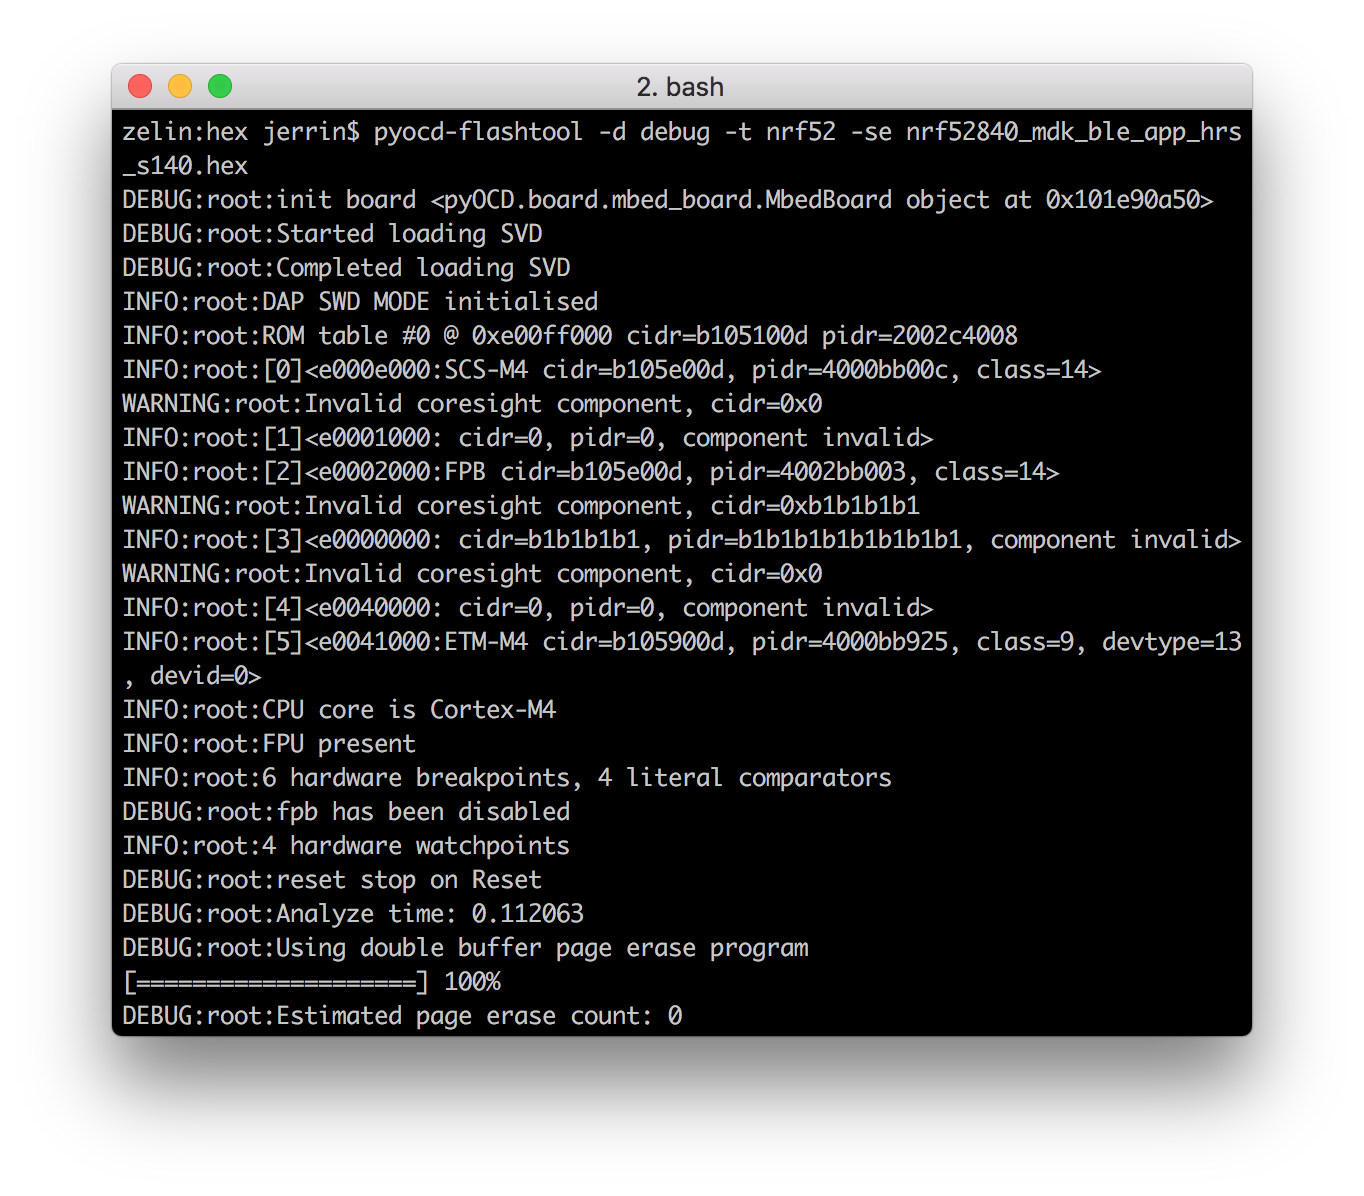 2. bash
zelin:hex jerrin$ pyocd-flashtool -d debug -t nrf52 -se nrf52840_mdk_ble_app_hrs
_s140.hex
DEBUG:root:init board <pyOCD.board.mbed_board.MbedBoard object at 0x101e90a50>
DEBUG:root:Started loading SVD
DEBUG:root:Completed loading SVD
INFO:root:DAP SWD MODE initialised
INFO:root:ROM table #0 @ 0xe00ff000 cidr=b105100d pidr=2002c4008
INFO:root:[0]<e000e000:SCS-M4 cidr=b105e00d, pidr=4000bb00c, class=14>
WARNING:root:Invalid coresight component, cidr=0x0
INFO:root:[1]<e0001000: cidr=0, pidr=0, component invalid>
INFO:root:[2]<e0002000:FPB cidr=b105e00d, pidr=4002bb003, class=14>
WARNING:root:Invalid coresight component, cidr=0xb1b1b1b1
INFO:root:[3]<e0000000: cidr=b1b1b1b1, pidr=b1b1b1b1b1b1b1b1, component invalid>
WARNING:root:Invalid coresight component, cidr=0x0
INFO:root:[4]<e0040000: cidr=0, pidr=0, component invalid>
INFO:root:[5]<e0041000:ETM-M4 cidr=b105900d, pidr=4000bb925, class=9, devtype=13
, devid=0>
INFO:root:CPU core is Cortex-M4
INFO:root:FPU present
INFO:root:6 hardware breakpoints, 4 literal comparators
DEBUG:root:fpb has been disabled
INFO:root:4 hardware watchpoints
DEBUG:root:reset stop on Reset
DEBUG:root:Analyze time: 0.112063
DEBUG:root:Using double buffer page erase program
[====================] 100%
DEBUG:root:Estimated page erase count: 0